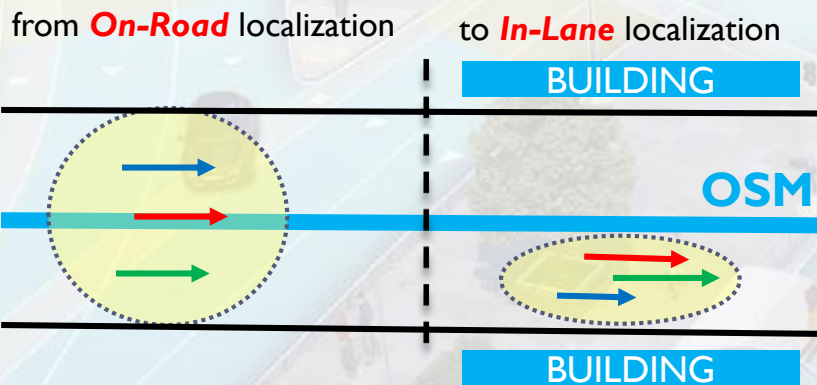 from On-Road localization
to In-Lane localization
BUILDING
OSM
BUILDING